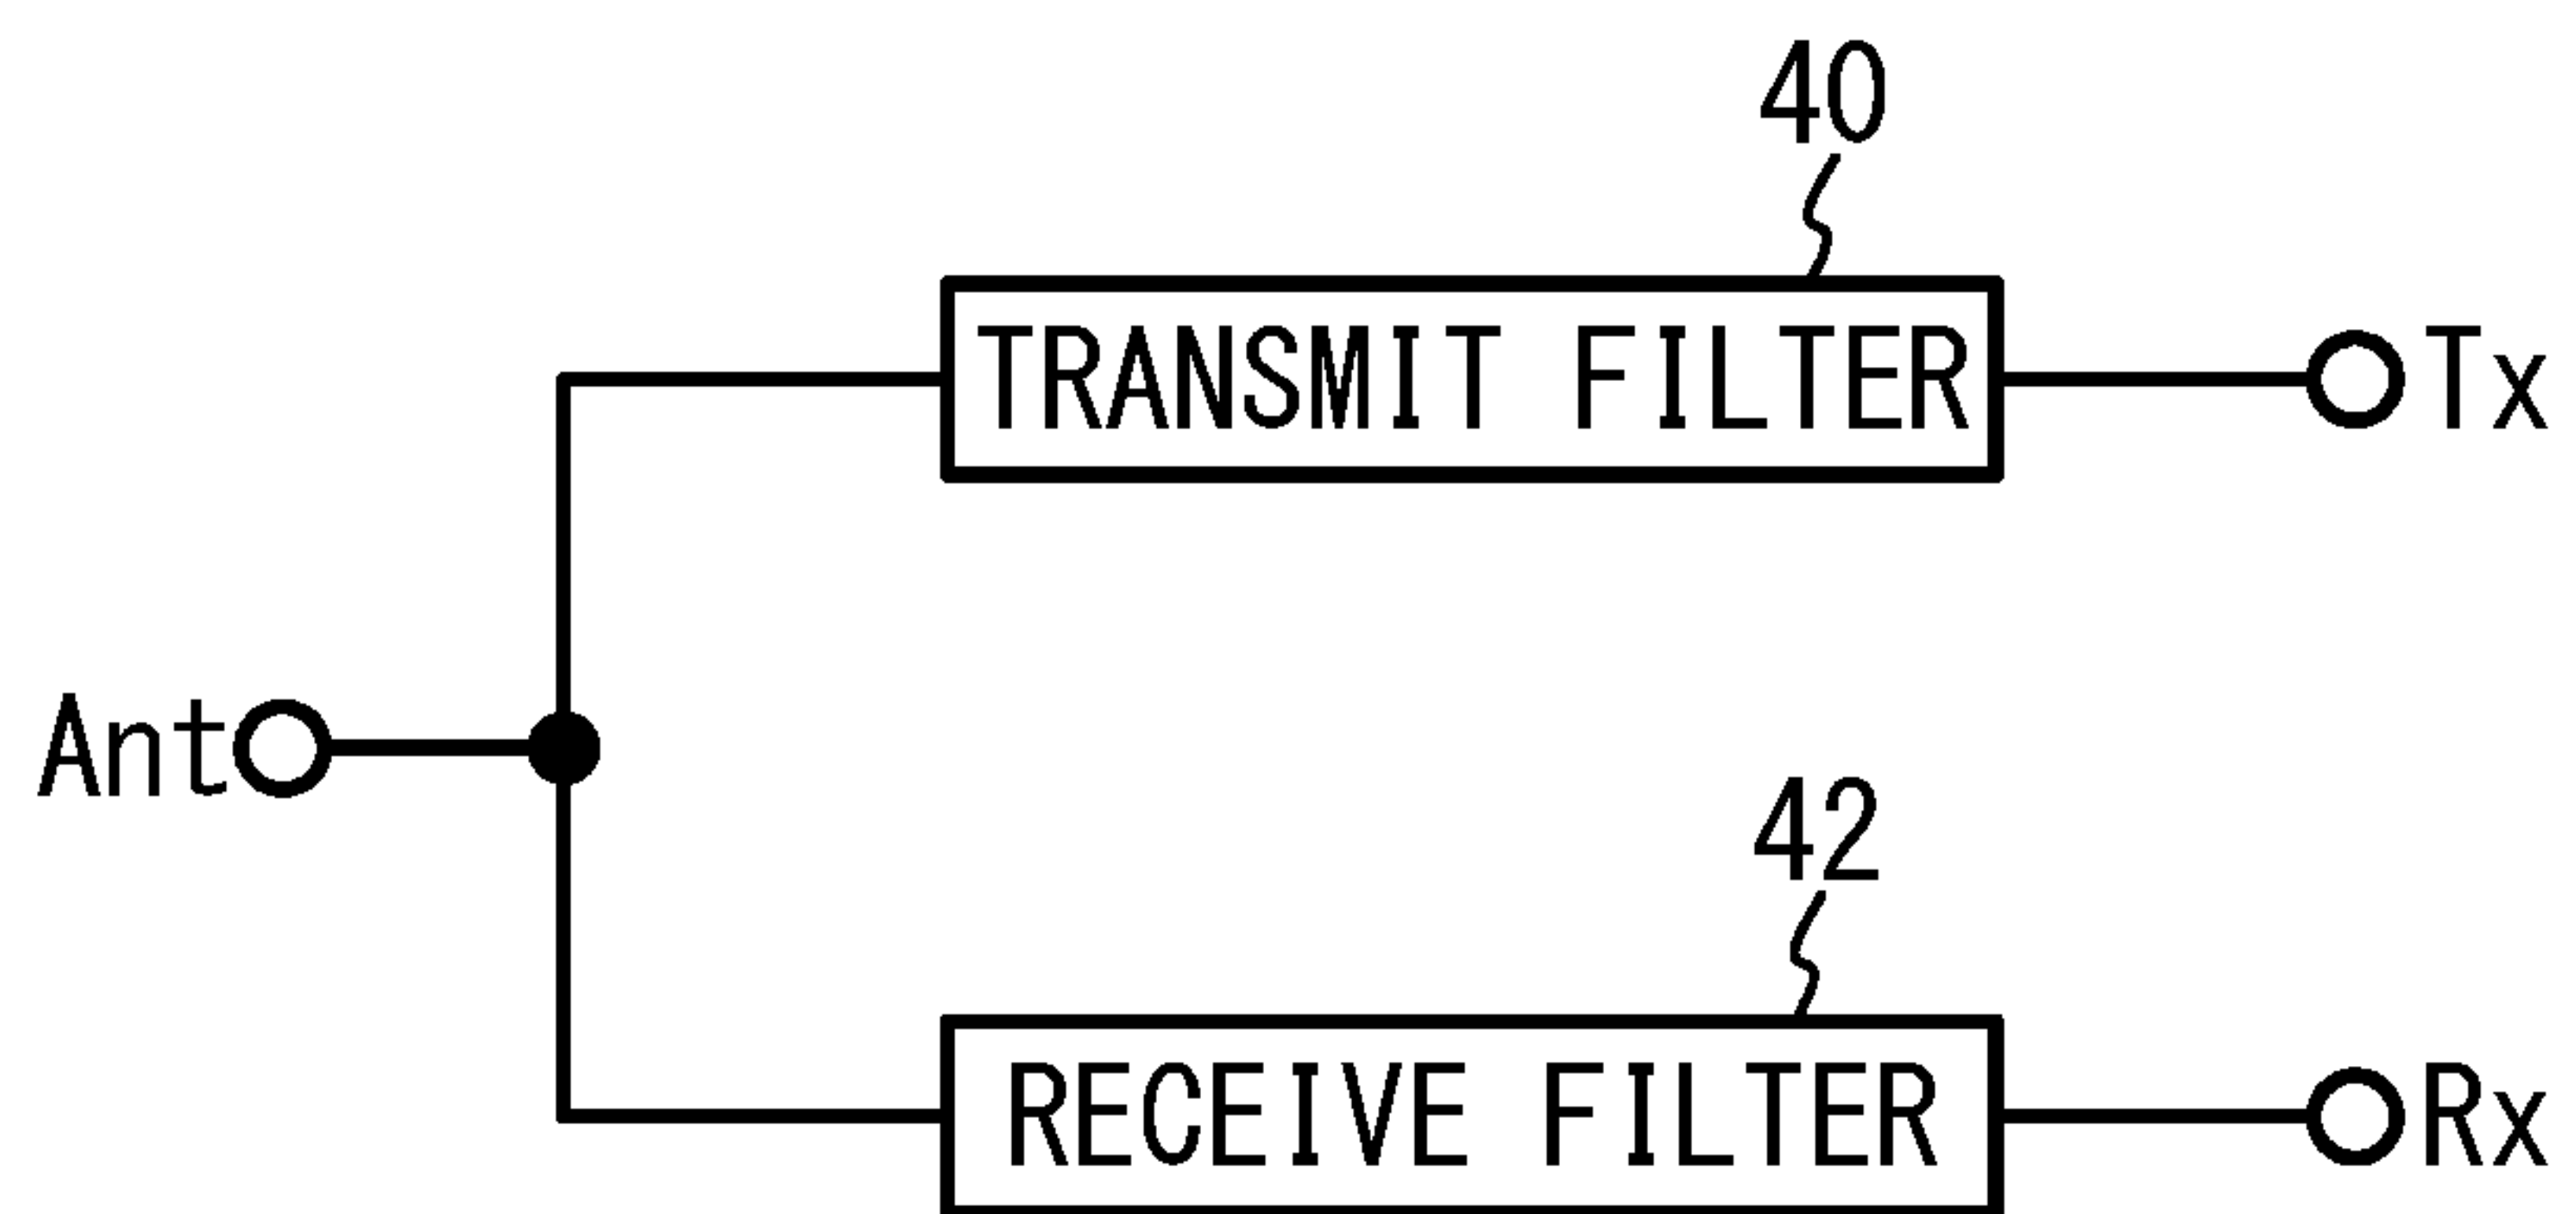 40
TRANSMIT FILTER
Tx
Ant
42
RECEIVE FILTER
Rx